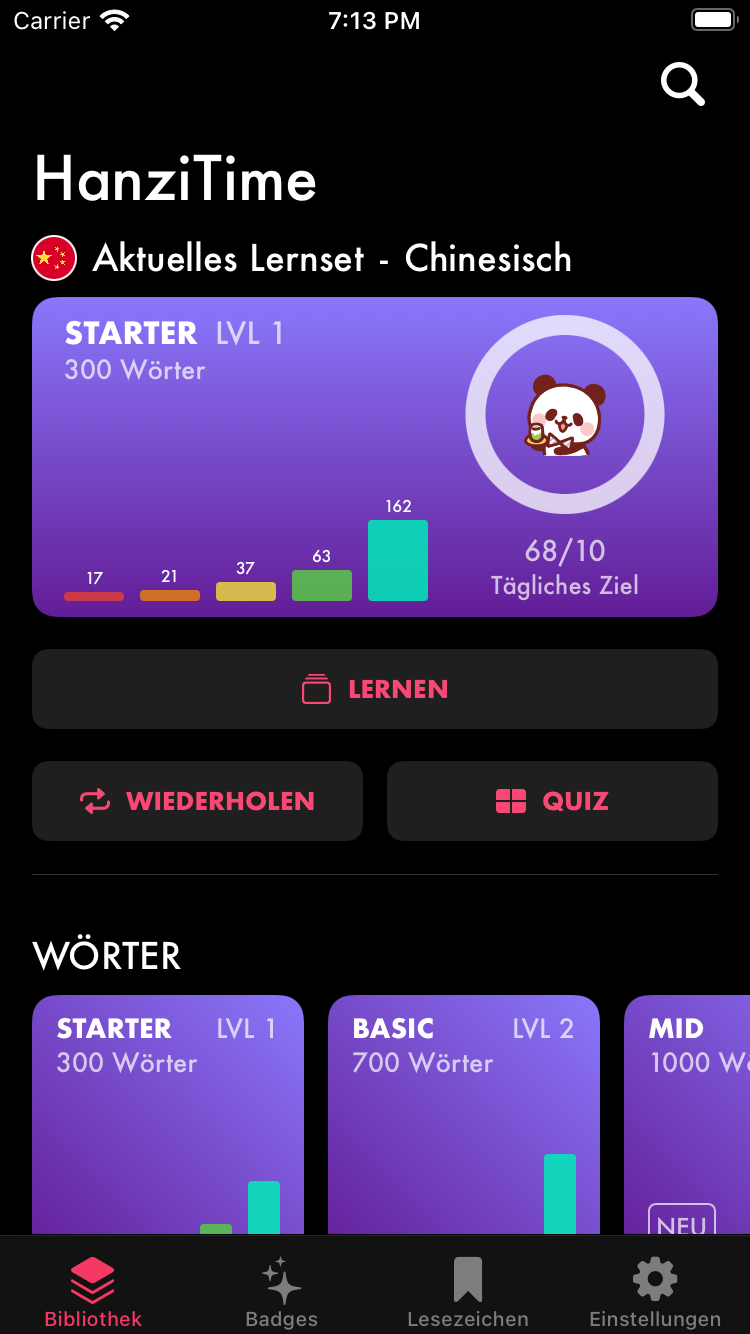 Carrier 7:13 PM
HanziTime
Aktuelles Lernset - Chinesisch
STARTER LVL 1
300 Wörter
17 21 37 63 162
68/10
Tägliches Ziel
LERNEN
WIEDERHOLEN QUIZ
WÖRTER
STARTER LVL 1
300 Wörter
BASIC LVL 2
700 Wörter
MID
1000 Wö
NEU
Bibliothek Badges Lesezeichen Einstellungen